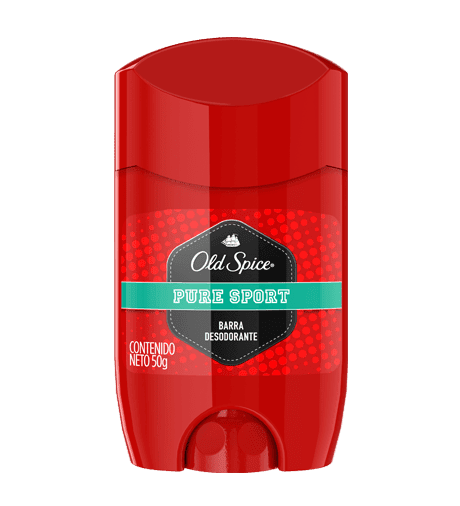 Old Spice®
PURE SPORT
BARRA
DESODORANTE
CONTENIDO
NETO 50g